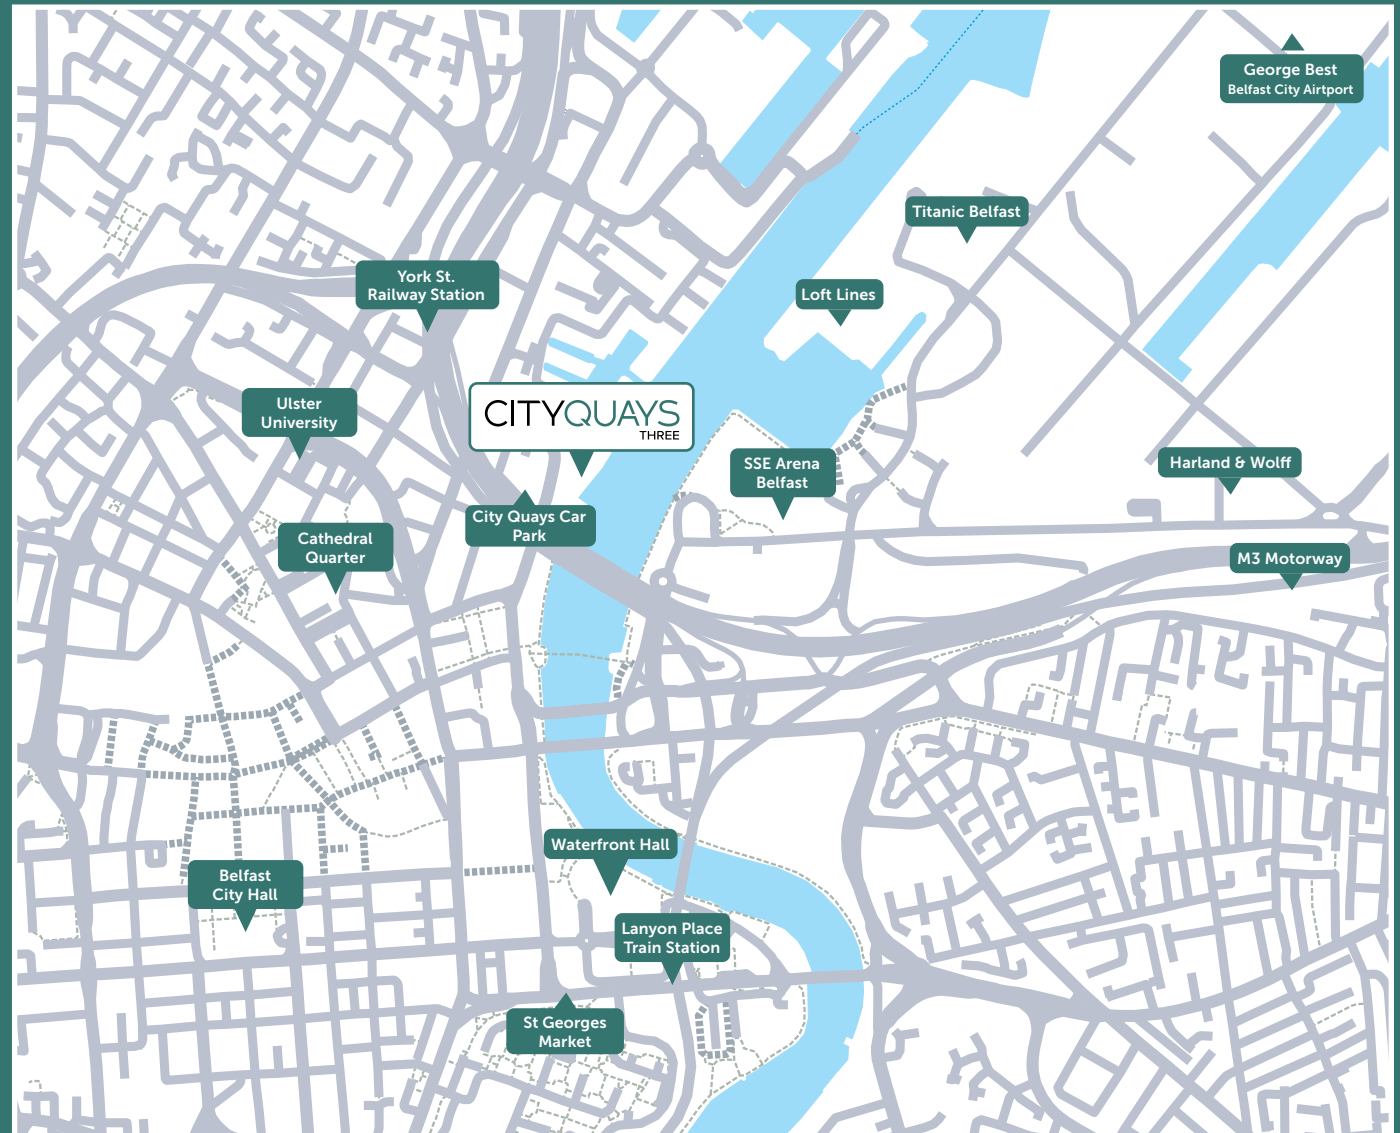 George Best
Belfast City Airtport
Titanic Belfast
York St.
Railway Station
Loft Lines
Ulster
University
CITYQUAYS
THREE
SSE Arena
Belfast
Harland & Wolff
City Quays Car
Park
Cathedral
Quarter
M3 Motorway
Waterfront Hall
Belfast
City Hall
Lanyon Place
Train Station
St Georges
Market